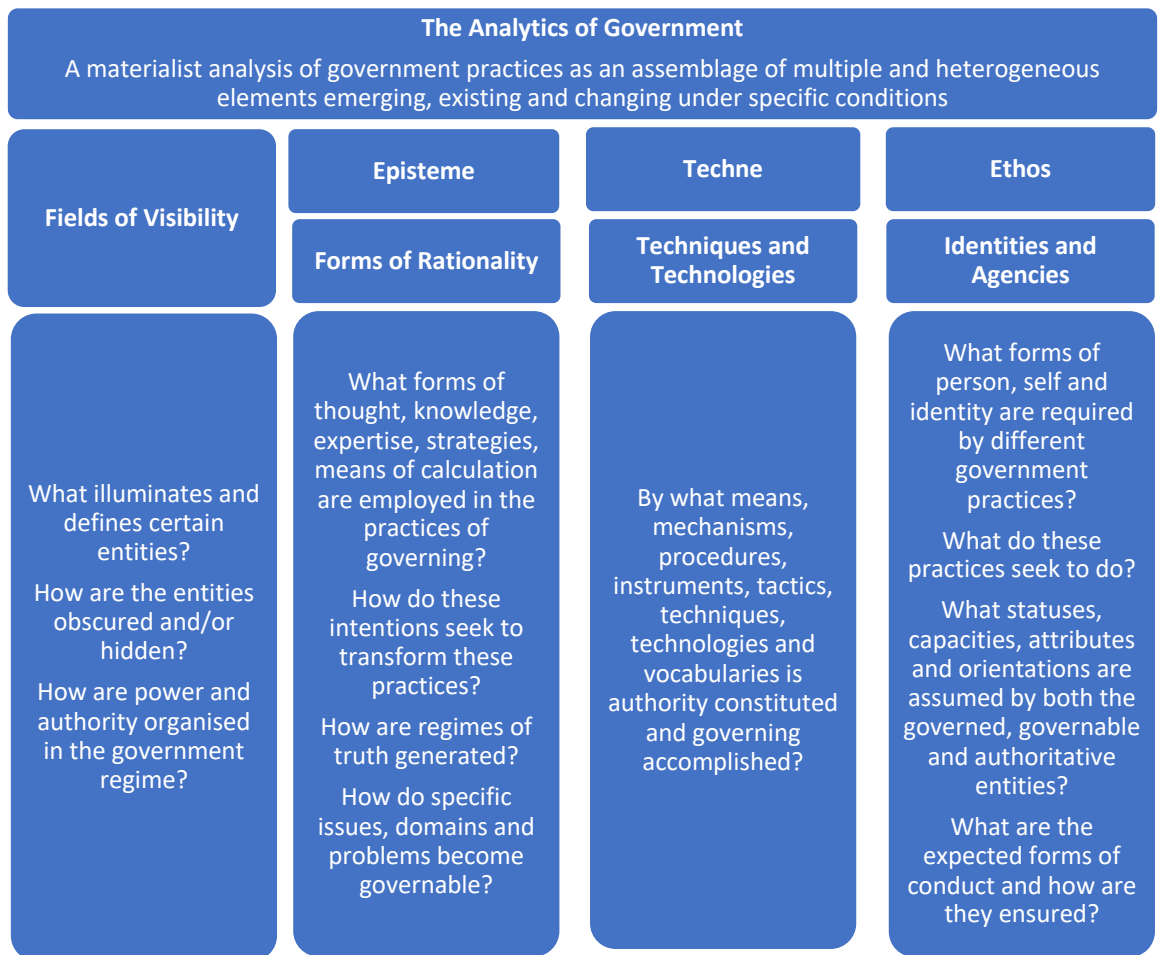 The Analytics of Government
A materialist analysis of government practices as an assemblage of multiple and heterogeneous
elements emerging, existing and changing under specific conditions
Fields of Visibility
What illuminates and
defines certain
entities?
How are the entities
obscured and/or
hidden?
How are power and
authority organised
in the government
regime?
Episteme
Forms of Rationality
What forms of
thought, knowledge,
expertise, strategies,
means of calculation
are employed in the
practices of
governing?
How do these
intentions seek to
transform these
practices?
How are regimes of
truth generated?
How do specific
issues, domains and
problems become
governable?
Techne
Techniques and
Technologies
By what means,
mechanisms,
procedures,
instruments, tactics,
techniques,
technologies and
vocabularies is
authority constituted
and governing
accomplished?
Ethos
Identities and
Agencies
What forms of
person, self and
identity are required
by different
government
practices?
What do these
practices seek to do?
What statuses,
capacities, attributes
and orientations are
assumed by both the
governed, governable
and authoritative
entities?
What are the
expected forms of
conduct and how are
they ensured?